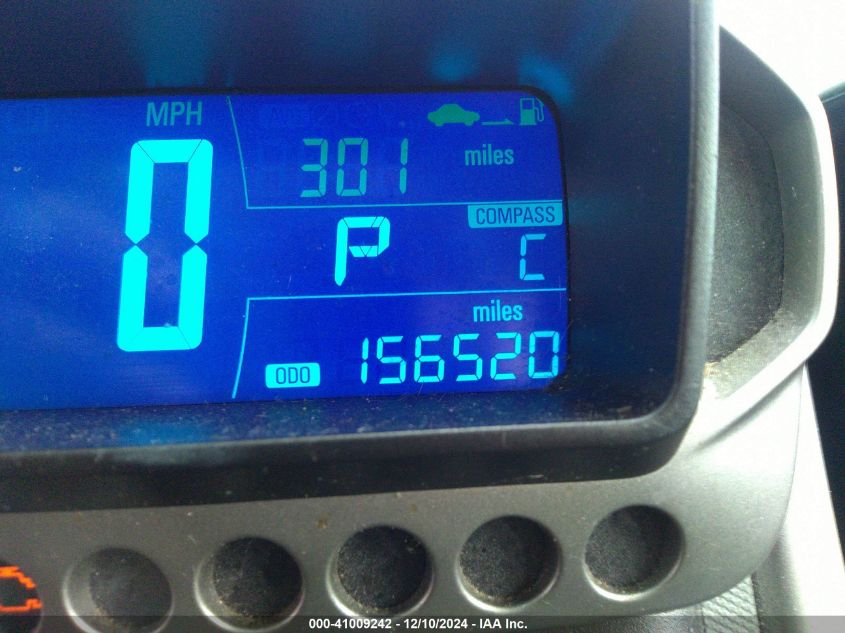 MPH
0
301 miles
COMPASS
P C
miles
ODO 156520
000-41009242 - 12/10/2024 - IAA Inc.